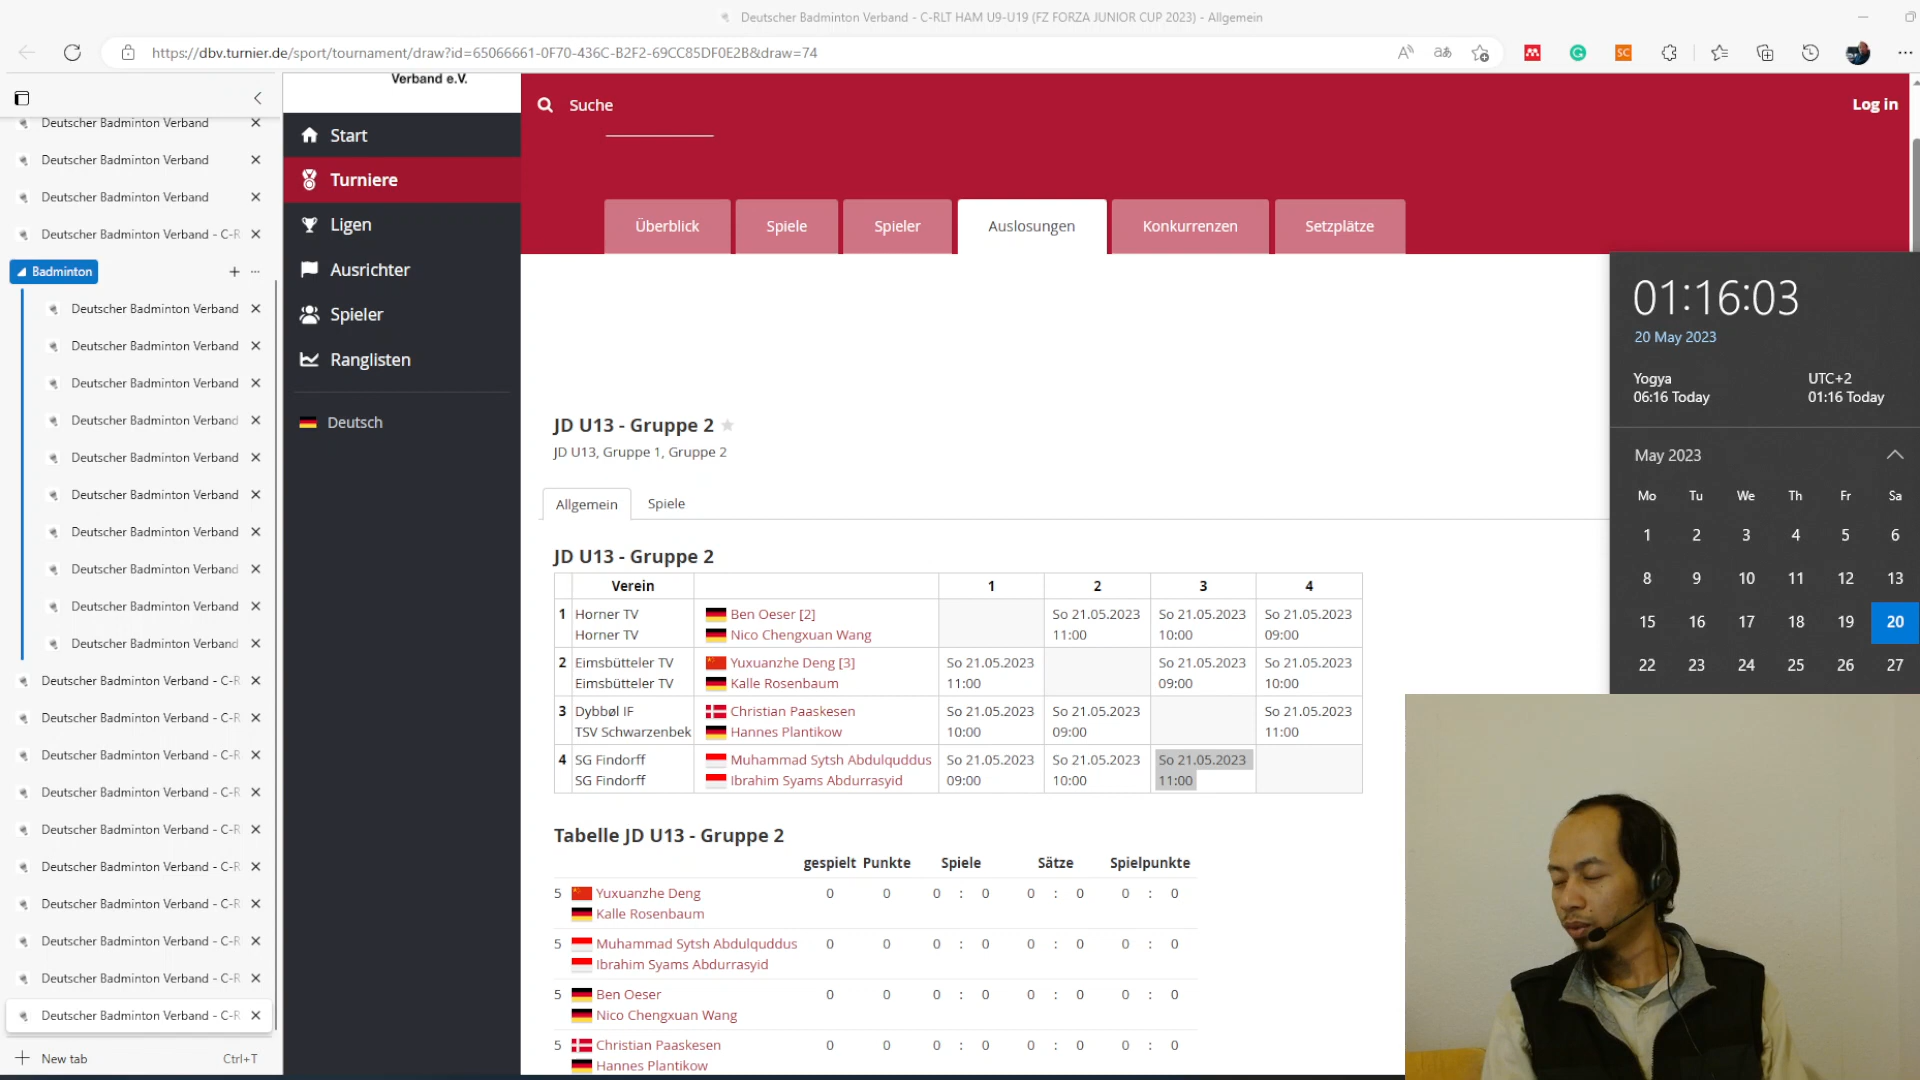 Deutscher Badminton Verband - C-RLT HAM U9-U19 (FZ FORZA JUNIOR CUP 2023) - Allgemein
https://dbv.turnier.de/sport/tournament/draw?id=65066661-0F70-436C-B2F2-69CC85DF0E2B&draw=74
Deutscher Badminton Verband
Deutscher Badminton Verband
Deutscher Badminton Verband
Deutscher Badminton Verband - C-R
Badminton
Deutscher Badminton Verband
Deutscher Badminton Verband
Deutscher Badminton Verband
Deutscher Badminton Verband
Deutscher Badminton Verband
Deutscher Badminton Verband
Deutscher Badminton Verband
Deutscher Badminton Verband
Deutscher Badminton Verband
Deutscher Badminton Verband
Deutscher Badminton Verband - C-R
Deutscher Badminton Verband - C-R
Deutscher Badminton Verband - C-R
Deutscher Badminton Verband - C-R
Deutscher Badminton Verband - C-R
Deutscher Badminton Verband - C-R
Deutscher Badminton Verband - C-R
Deutscher Badminton Verband - C-R
Deutscher Badminton Verband - C-R
Deutscher Badminton Verband - C-R
New tab Ctrl+T
Verband e.V.
Start
Turniere
Ligen
Ausrichter
Spieler
Ranglisten
Deutsch
Suche
Log in
Überblick Spiele Spieler Auslosungen Konkurrenzen Setzplätze
JD U13 - Gruppe 2
JD U13, Gruppe 1, Gruppe 2
Allgemein Spiele
JD U13 - Gruppe 2
Verein 1 2 3 4
1 Horner TV Ben Oeser [2] So 21.05.2023 So 21.05.2023 So 21.05.2023
Horner TV Nico Chengxuan Wang 11:00 10:00 09:00
2 Eimsbütteler TV Yuxuanzhe Deng [3] So 21.05.2023 So 21.05.2023 So 21.05.2023
Eimsbütteler TV Kalle Rosenbaum 11:00 09:00 10:00
3 Dybbøl IF Christian Paaskesen So 21.05.2023 So 21.05.2023 So 21.05.2023
TSV Schwarzenbek Hannes Plantikow 10:00 09:00 11:00
4 SG Findorff Muhammad Sytsh Abdulquddus So 21.05.2023 So 21.05.2023 So 21.05.2023
SG Findorff Ibrahim Syams Abdurrasyid 09:00 10:00 11:00
Tabelle JD U13 - Gruppe 2
gespielt Punkte Spiele Sätze Spielpunkte
5 Yuxuanzhe Deng 0 0 0 : 0 0 : 0 0 : 0
Kalle Rosenbaum
5 Muhammad Sytsh Abdulquddus 0 0 0 : 0 0 : 0 0 : 0
Ibrahim Syams Abdurrasyid
5 Ben Oeser 0 0 0 : 0 0 : 0 0 : 0
Nico Chengxuan Wang
5 Christian Paaskesen 0 0 0 : 0 0 : 0 0 : 0
Hannes Plantikow
01:16:03
20 May 2023
Yogya UTC+2
06:16 Today 01:16 Today
May 2023
Mo Tu We Th Fr Sa
1 2 3 4 5 6
8 9 10 11 12 13
15 16 17 18 19 20
22 23 24 25 26 27